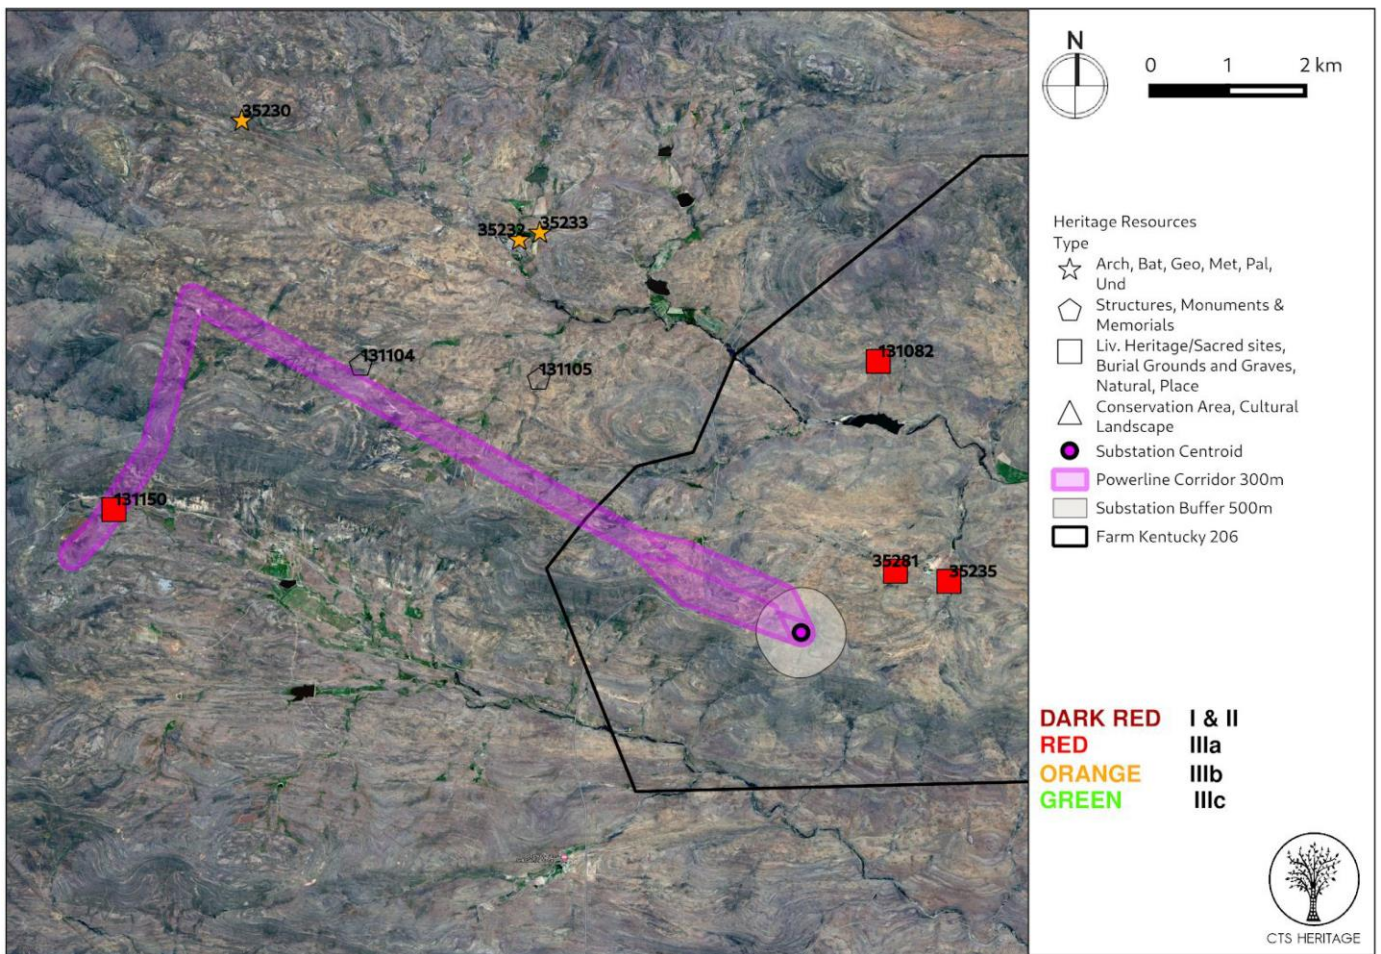 35230
35233
35232
131104
131105
131082
131150
35281
35235
N
0 1 2 km
Heritage Resources
Type
Arch, Bat, Geo, Met, Pal,
Und
Structures, Monuments &
Memorials
Liv. Heritage/Sacred sites,
Burial Grounds and Graves,
Natural, Place
Conservation Area, Cultural
Landscape
Substation Centroid
Powerline Corridor 300m
Substation Buffer 500m
Farm Kentucky 206
DARK RED I & II
RED IIIa
ORANGE IIIb
GREEN IIIc
CTS HERITAGE